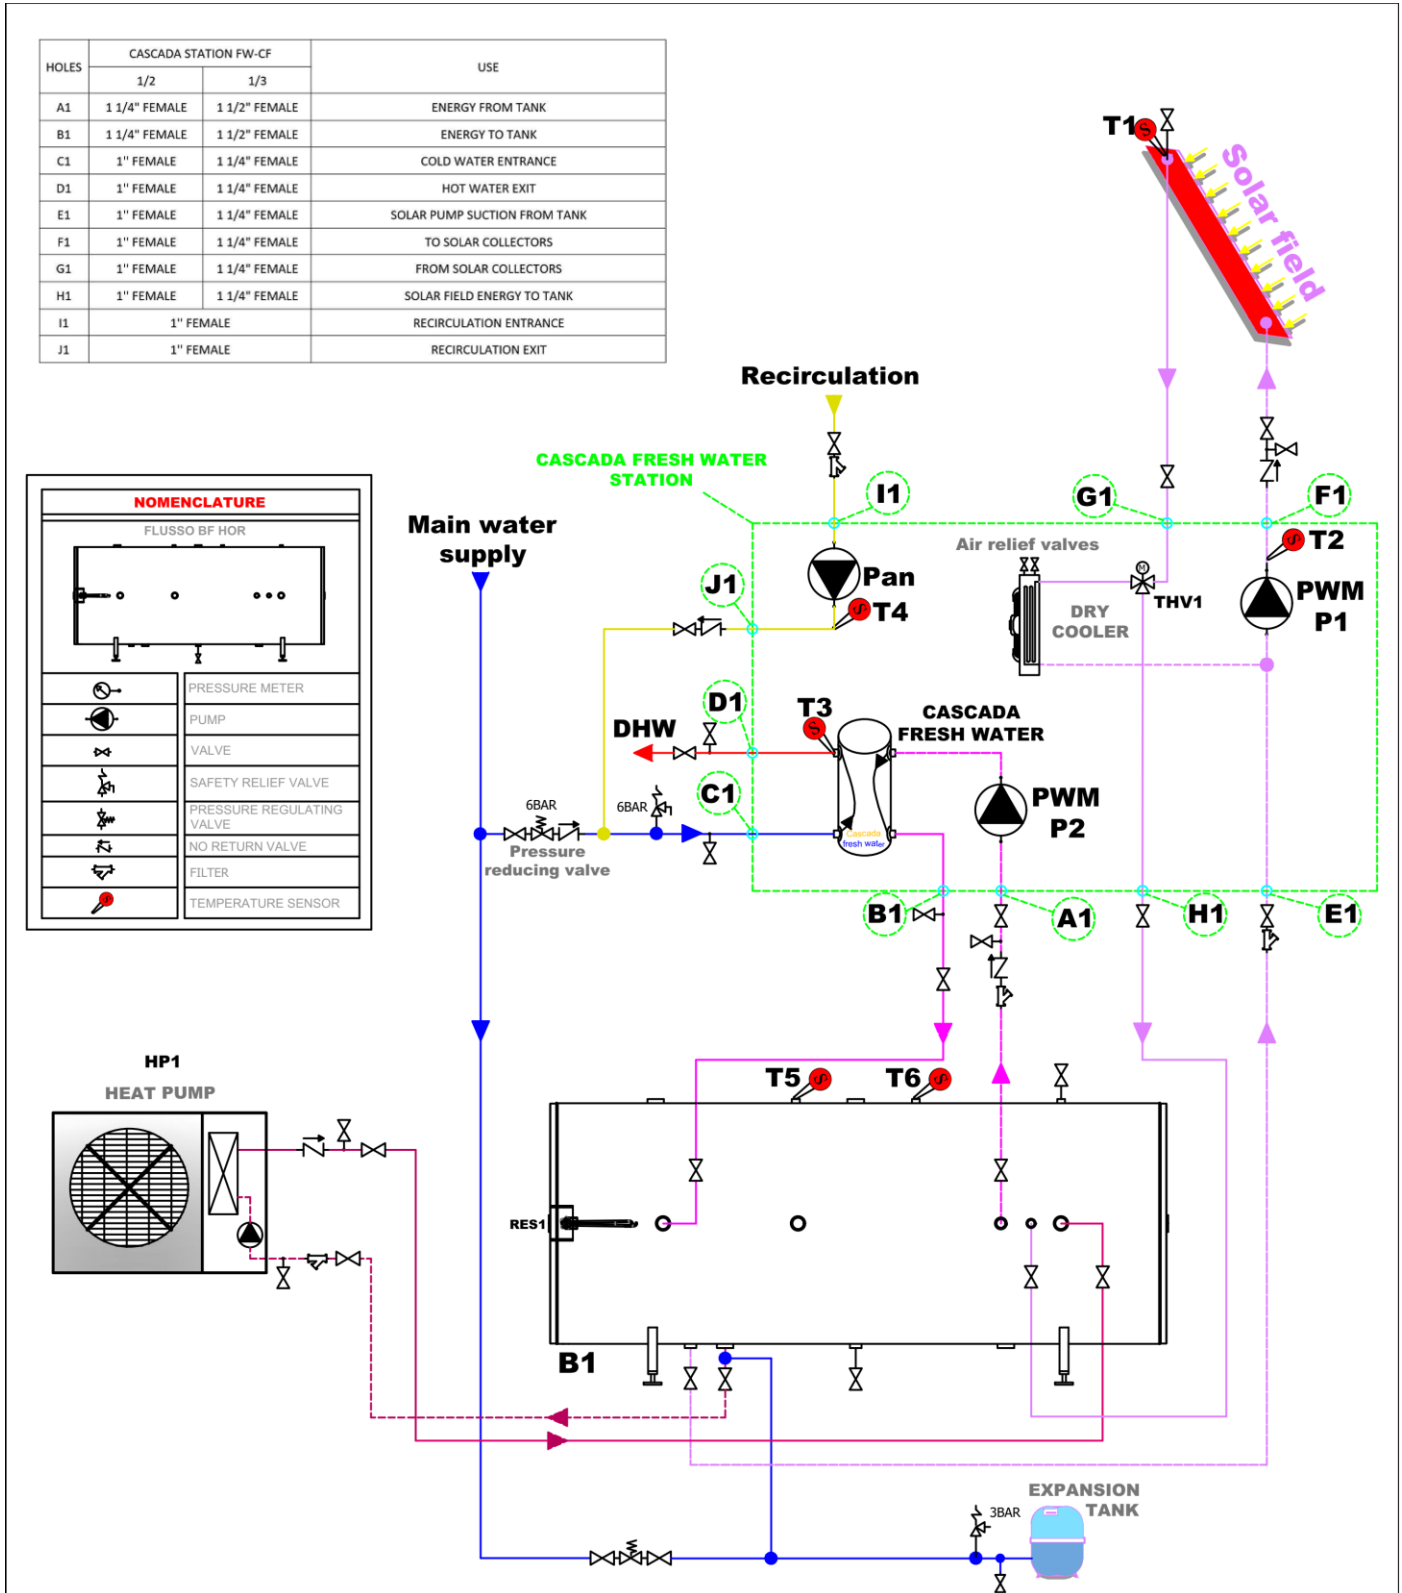 HOLES CASCADA STATION FW-CF USE
1/2 1/3
A1 1 1/4" FEMALE 1 1/2" FEMALE ENERGY FROM TANK
B1 1 1/4" FEMALE 1 1/2" FEMALE ENERGY TO TANK
C1 1" FEMALE 1 1/4" FEMALE COLD WATER ENTRANCE
D1 1" FEMALE 1 1/4" FEMALE HOT WATER EXIT
E1 1" FEMALE 1 1/4" FEMALE SOLAR PUMP SUCTION FROM TANK
F1 1" FEMALE 1 1/4" FEMALE TO SOLAR COLLECTORS
G1 1" FEMALE 1 1/4" FEMALE FROM SOLAR COLLECTORS
H1 1" FEMALE 1 1/4" FEMALE SOLAR FIELD ENERGY TO TANK
I1 1" FEMALE RECIRCULATION ENTRANCE
J1 1" FEMALE RECIRCULATION EXIT
T1
Solar field
Recirculation
CASCADA FRESH WATER
STATION
I1
G1
F1
NOMENCLATURE
FLUSSO BF HOR
PRESSURE METER
PUMP
VALVE
SAFETY RELIEF VALVE
PRESSURE REGULATING
VALVE
NO RETURN VALVE
FILTER
TEMPERATURE SENSOR
Main water
supply
Air relief valves
T2
Pan
J1
T4
M
THV1
DRY
COOLER
PWM
P1
D1
T3
DHW
CASCADA
FRESH WATER
C1
6BAR
6BAR
PWM
P2
Cascada
fresh water
Pressure
reducing valve
B1
A1
H1
E1
HP1
HEAT PUMP
T5
T6
RES1
B1
EXPANSION
TANK
3BAR